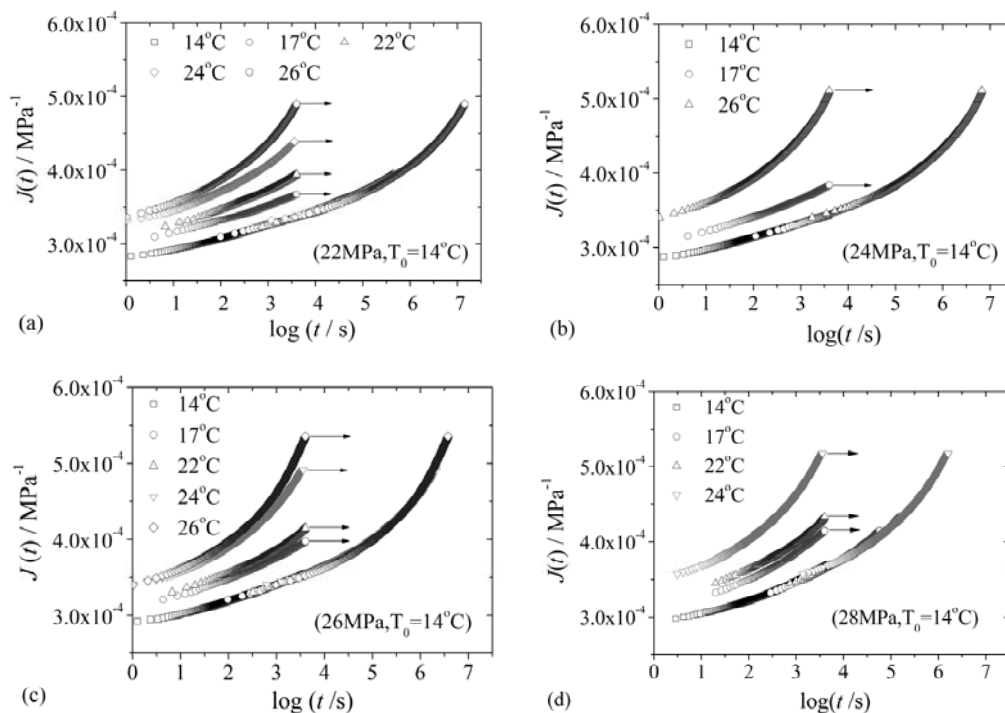 6.0x10⁻⁴
5.0x10⁻⁴
4.0x10⁻⁴
3.0x10⁻⁴
J(t) / MPa⁻¹
14°C 17°C 22°C
24°C 26°C
(22MPa,T₀=14°C)
0 1 2 3 4 5 6 7
log (t /s)
(a)
6.0x10⁻⁴
5.0x10⁻⁴
4.0x10⁻⁴
3.0x10⁻⁴
J(t) / MPa⁻¹
14°C
17°C
26°C
(24MPa,T₀=14°C)
0 1 2 3 4 5 6 7
log(t /s)
(b)
6.0x10⁻⁴
5.0x10⁻⁴
4.0x10⁻⁴
3.0x10⁻⁴
J (t) / MPa⁻¹
14°C
17°C
22°C
24°C
26°C
(26MPa,T₀=14°C)
0 1 2 3 4 5 6 7
log (t /s)
(c)
6.0x10⁻⁴
5.0x10⁻⁴
4.0x10⁻⁴
3.0x10⁻⁴
J(t) / MPa⁻¹
14°C
17°C
22°C
24°C
(28MPa,T₀=14°C)
0 1 2 3 4 5 6 7
log(t /s)
(d)